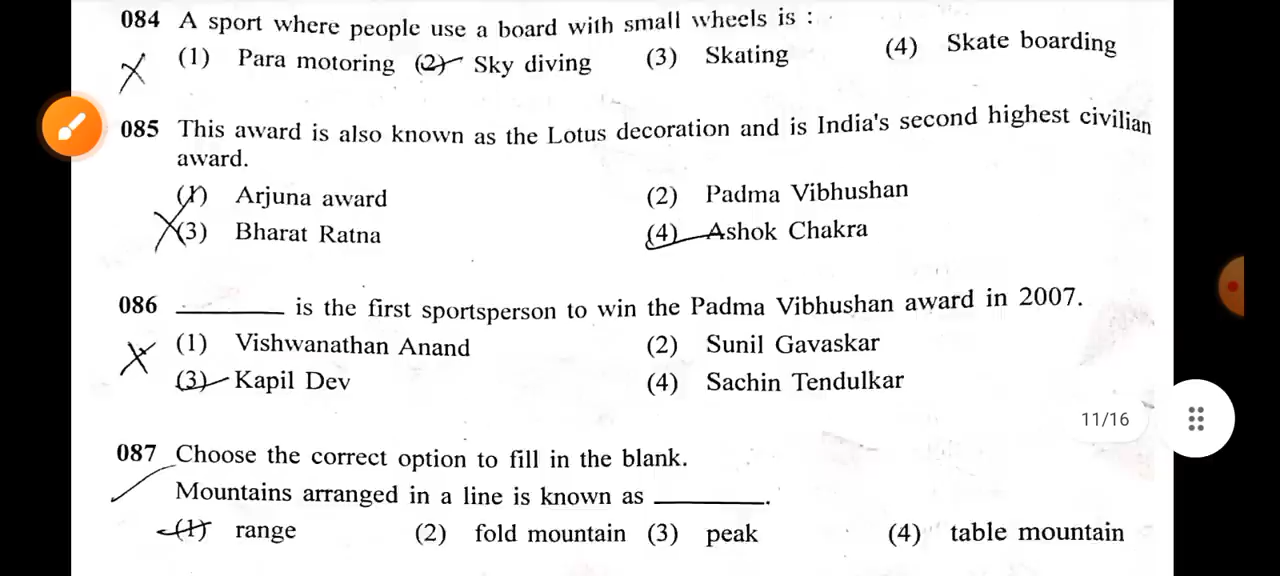 084 A sport where people use a board with small wheels is :
(1) Para motoring (2) Sky diving (3) Skating (4) Skate boarding
085 This award is also known as the Lotus decoration and is India's second highest civilian
award.
(1) Arjuna award (2) Padma Vibhushan
(3) Bharat Ratna (4) Ashok Chakra
086 ________ is the first sportsperson to win the Padma Vibhushan award in 2007.
(1) Vishwanathan Anand (2) Sunil Gavaskar
(3) Kapil Dev (4) Sachin Tendulkar
11/16
087 Choose the correct option to fill in the blank.
Mountains arranged in a line is known as ________.
(1) range (2) fold mountain (3) peak (4) table mountain